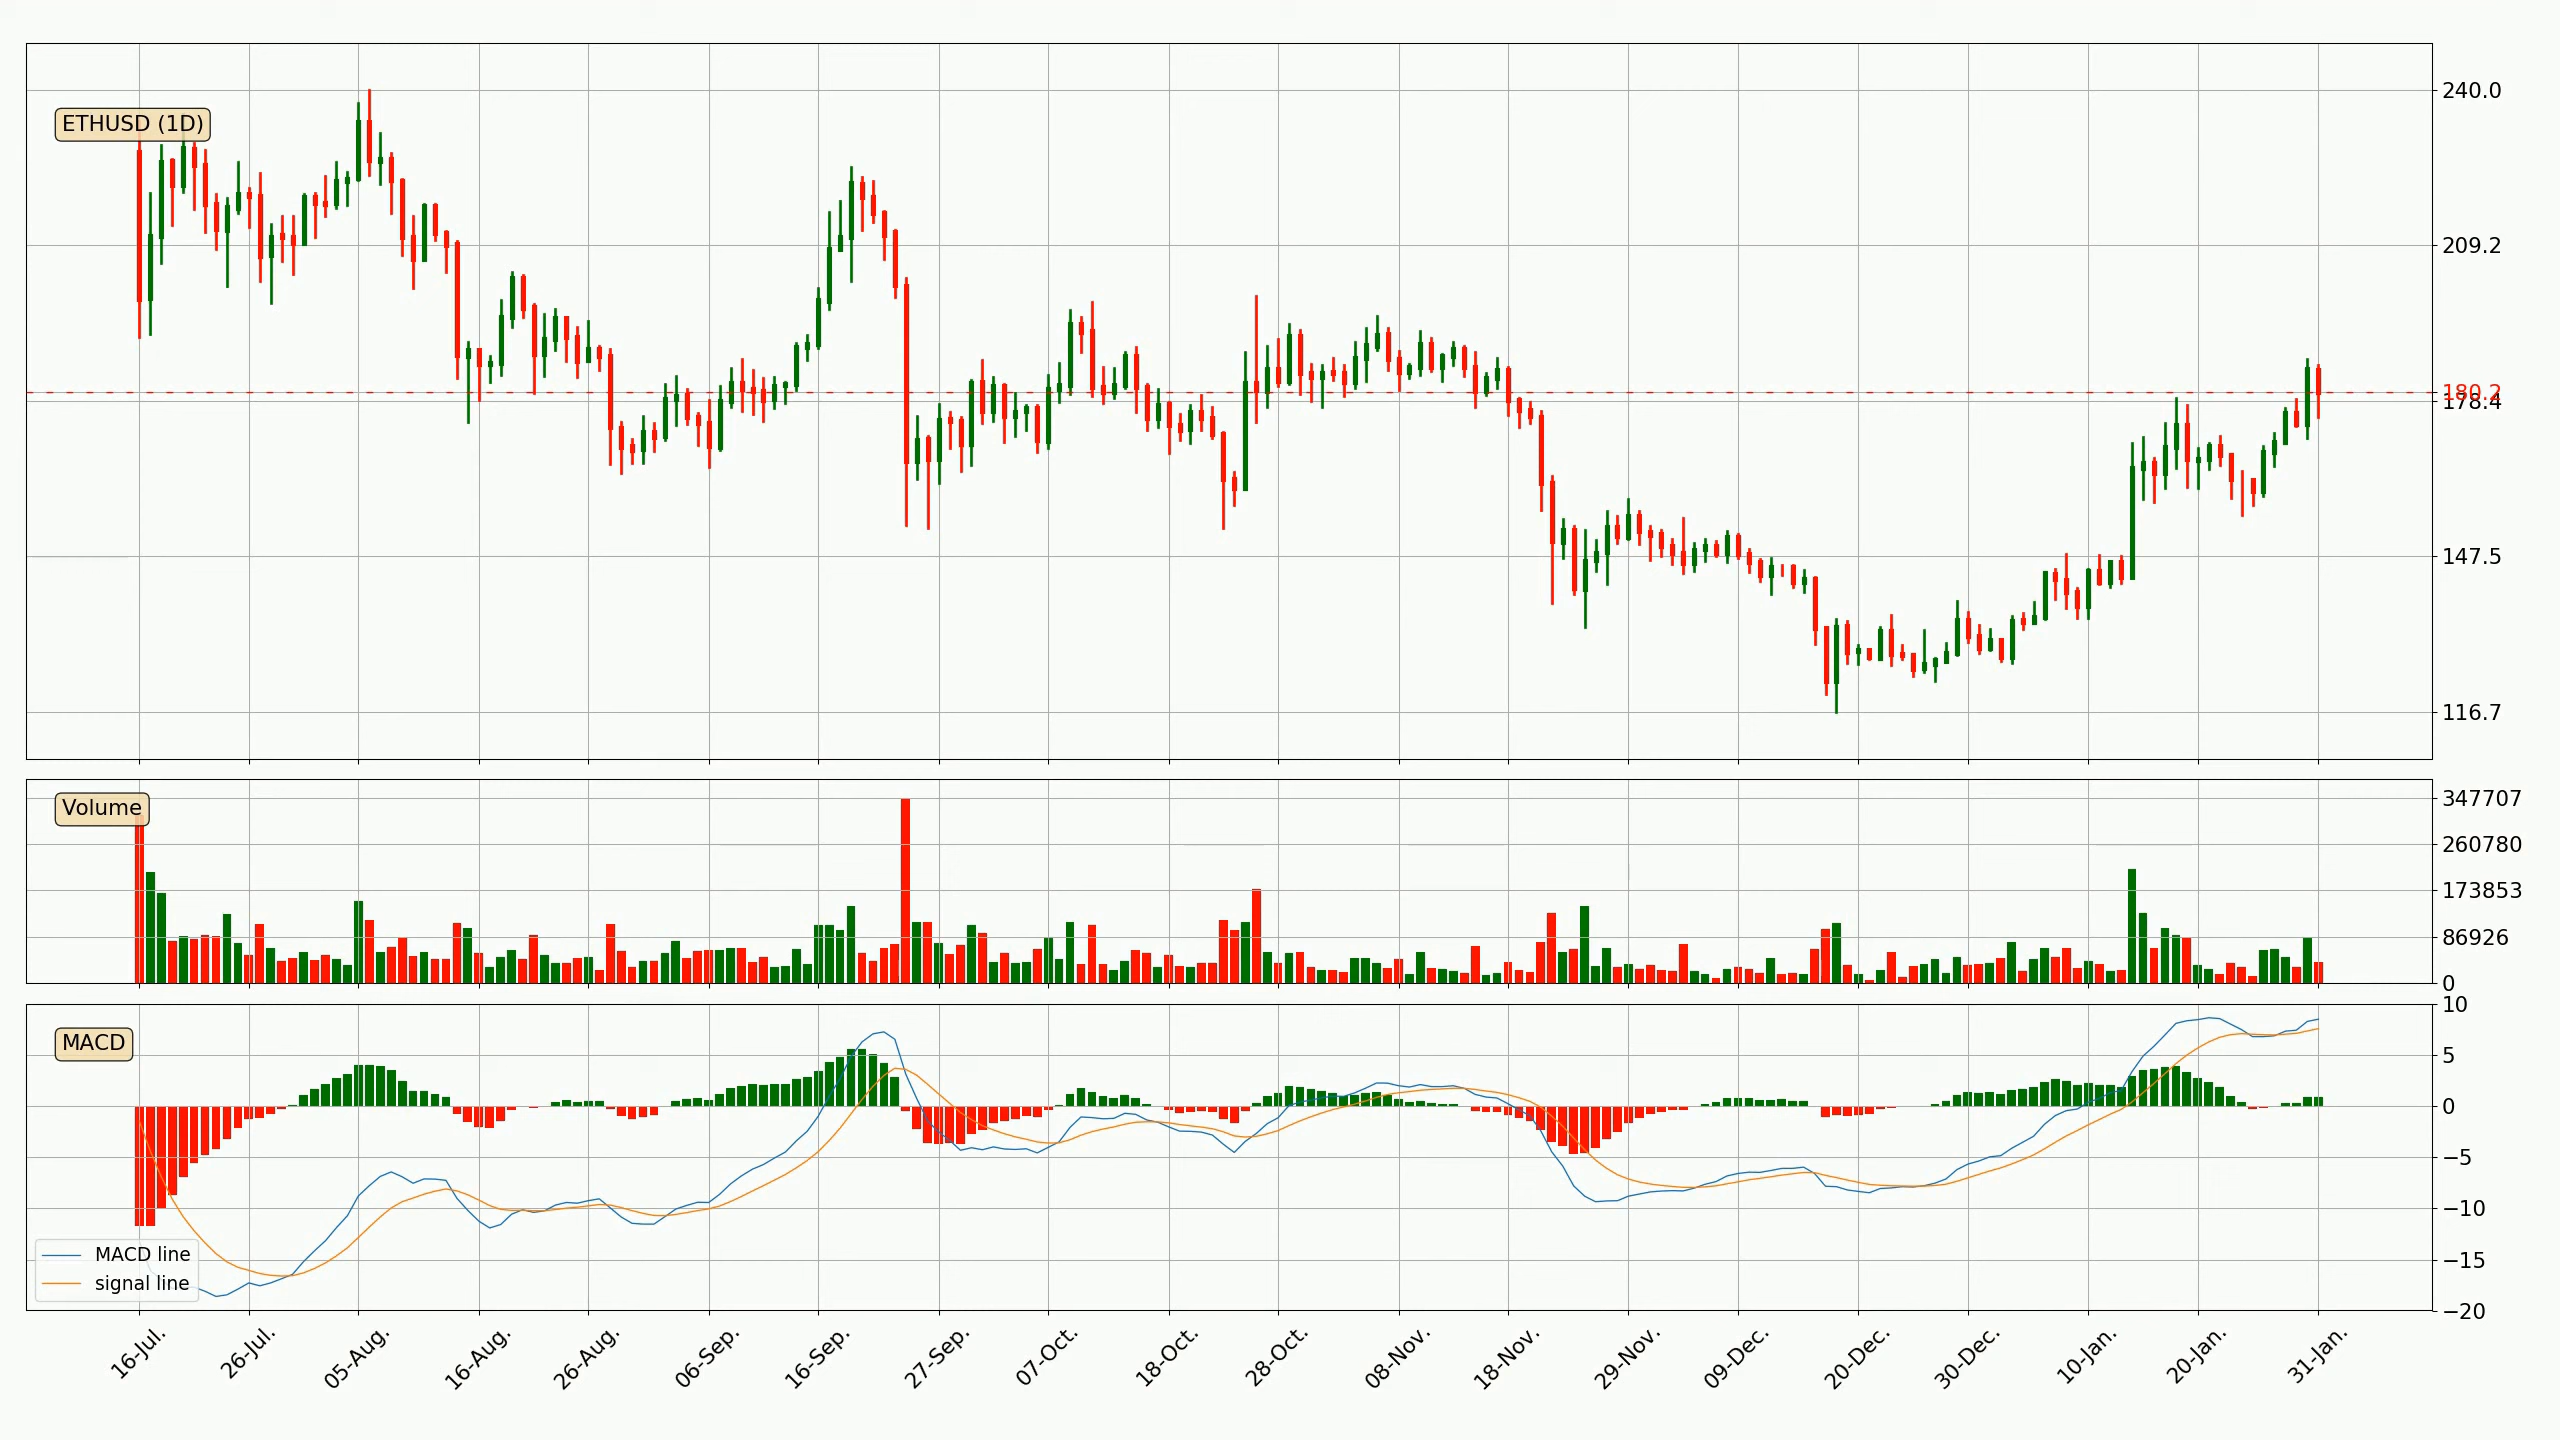 ETHUSD (1D)
240.0
209.2
180.2
178.4
147.5
116.7
Volume
347707
260780
173853
86926
0
MACD
10
5
0
−5
−10
−15
−20
MACD line
signal line
16-Jul.
26-Jul.
05-Aug.
16-Aug.
26-Aug.
06-Sep.
16-Sep.
27-Sep.
07-Oct.
18-Oct.
28-Oct.
08-Nov.
18-Nov.
29-Nov.
09-Dec.
20-Dec.
30-Dec.
10-Jan.
20-Jan.
31-Jan.